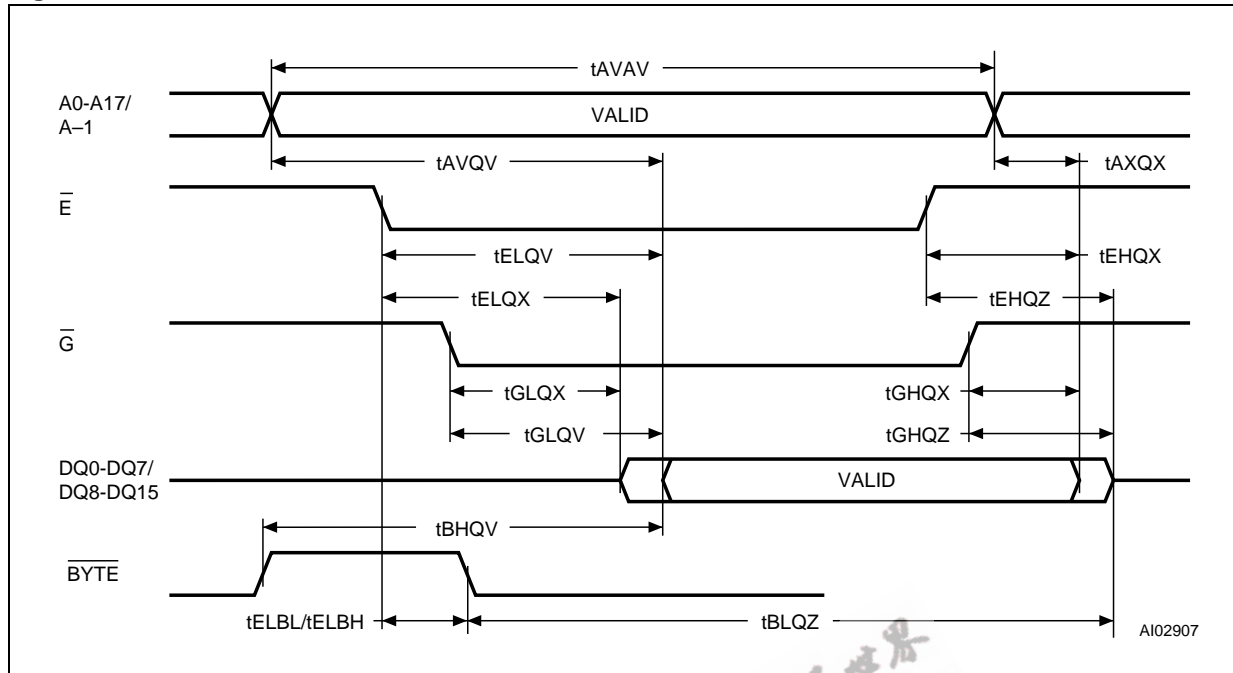 tAVAV
A0-A17/
A–1
VALID
tAVQV
tAXQX
E
tELQV
tEHQX
tELQX
tEHQZ
G
tGLQX
tGHQX
tGLQV
tGHQZ
DQ0-DQ7/
DQ8-DQ15
VALID
tBHQV
BYTE
tELBL/tELBH
tBLQZ
AI02907